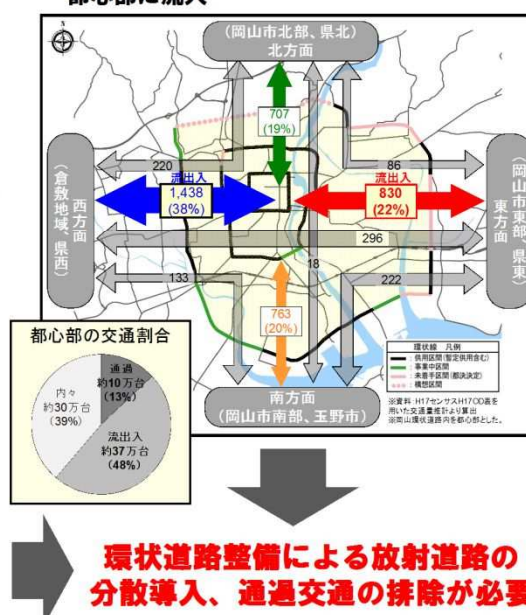 都心部に流入
(岡山市北部、県北)
北方面
707
(19%)
220
86
流出入
1,438
(38%)
流出入
830
(22%)
西方面
(倉敷地域、県西)
(岡山市東部、県東)
東方面
296
133
18
222
763
(20%)
都心部の交通割合
通過
約10万台
(13%)
内々
約30万台
(39%)
流出入
約37万台
(48%)
南方面
(岡山市南部、玉野市)
環状線 凡例
:供用区間(暫定供用含む)
:事業中区間
:未着手区間(都決決定)
:構想区間
※資料:H17センサスH17OD表を
用いた交通量推計より算出
※岡山環状道路内を都心部とした。
環状道路整備による放射道路の
分散導入、通過交通の排除が必要